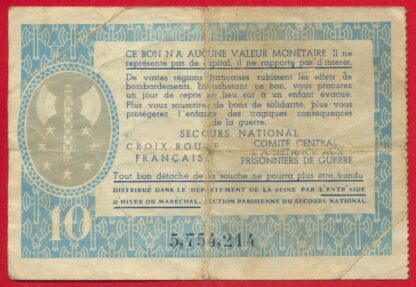 CE BON N'A AUCUNE VALEUR MONÉTAIRE. Il ne
représente pas de capital, il ne rapporte pas d'intérêt.
De vastes régions françaises subissent les effets de
bombardements. En achetant ce bon, vous procurez
un jour de repos en lieu sûr à un enfant évacué.
Plus vous souscrirez de bons de solidarité, plus vous
protégerez l'enfance des tragiques conséquences
de la guerre.
SECOURS NATIONAL
CROIX-ROUGE FRANÇAISE
COMITÉ CENTRAL D'ASSISTANCE AUX PRISONNIERS DE GUERRE
Tout bon détaché de sa souche ne pourra plus être vendu
DISTRIBUÉ DANS LE DÉPARTEMENT DE LA SEINE PAR L'ENTR'AIDE
D'HIVER DU MARÉCHAL, SECTION PARISIENNE DU SECOURS NATIONAL
10
5,754,214